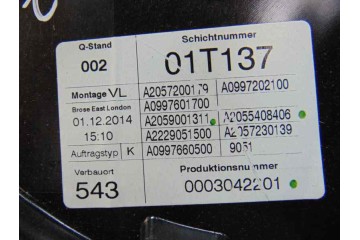 Q-Stand Schichtnummer
002 01T137
Montage VL A2057200179 A0997202100
Brose East London A0997601700
01.12.2014 A2059001311 A2055408406
15:10 A2229051500 A2057230139
Auftragstyp K A0997660500 9051
Verbauort Produktionsnummer
543 0003042201